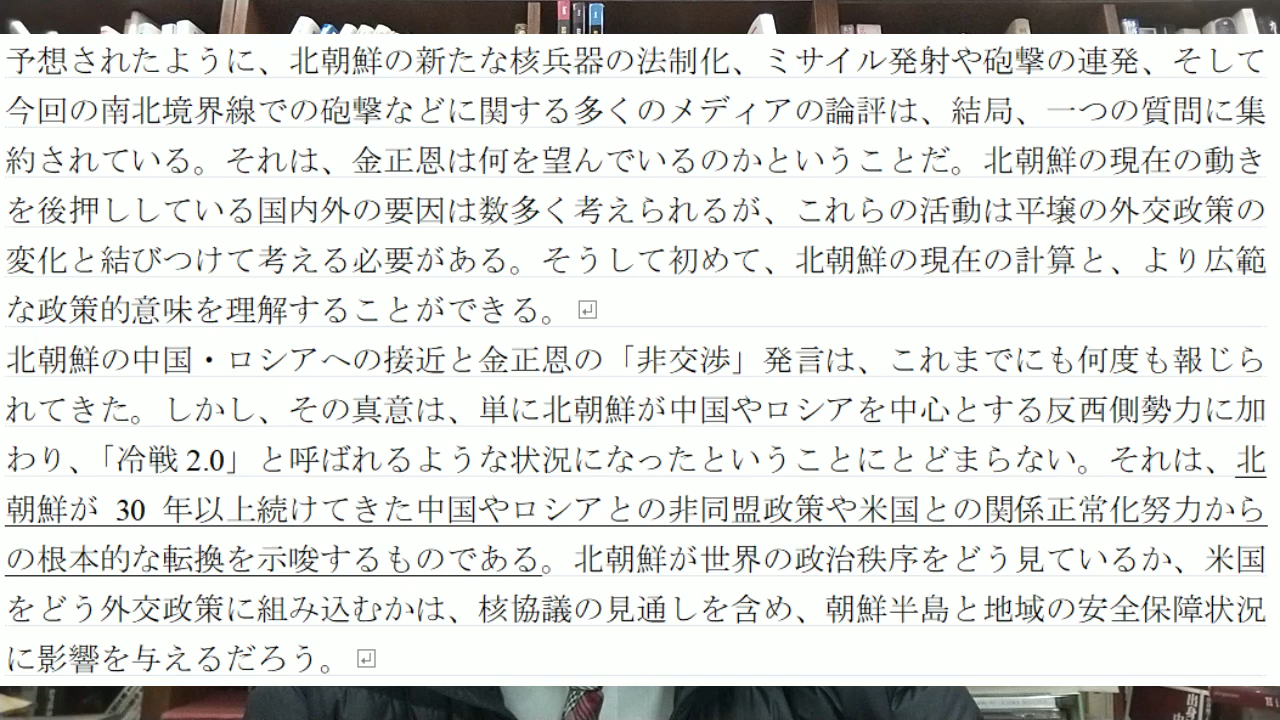 予想されたように、北朝鮮の新たな核兵器の法制化、ミサイル発射や砲撃の連発、そして
今回の南北境界線での砲撃などに関する多くのメディアの論評は、結局、一つの質問に集
約されている。それは、金正恩は何を望んでいるのかということだ。北朝鮮の現在の動き
を後押ししている国内外の要因は数多く考えられるが、これらの活動は平壌の外交政策の
変化と結びつけて考える必要がある。そうして初めて、北朝鮮の現在の計算と、より広範
な政策的意味を理解することができる。
北朝鮮の中国・ロシアへの接近と金正恩の「非交渉」発言は、これまでにも何度も報じら
れてきた。しかし、その真意は、単に北朝鮮が中国やロシアを中心とする反西側勢力に加
わり、「冷戦 2.0」と呼ばれるような状況になったということにとどまらない。それは、北
朝鮮が 30 年以上続けてきた中国やロシアとの非同盟政策や米国との関係正常化努力から
の根本的な転換を示唆するものである。北朝鮮が世界の政治秩序をどう見ているか、米国
をどう外交政策に組み込むかは、核協議の見通しを含め、朝鮮半島と地域の安全保障状況
に影響を与えるだろう。